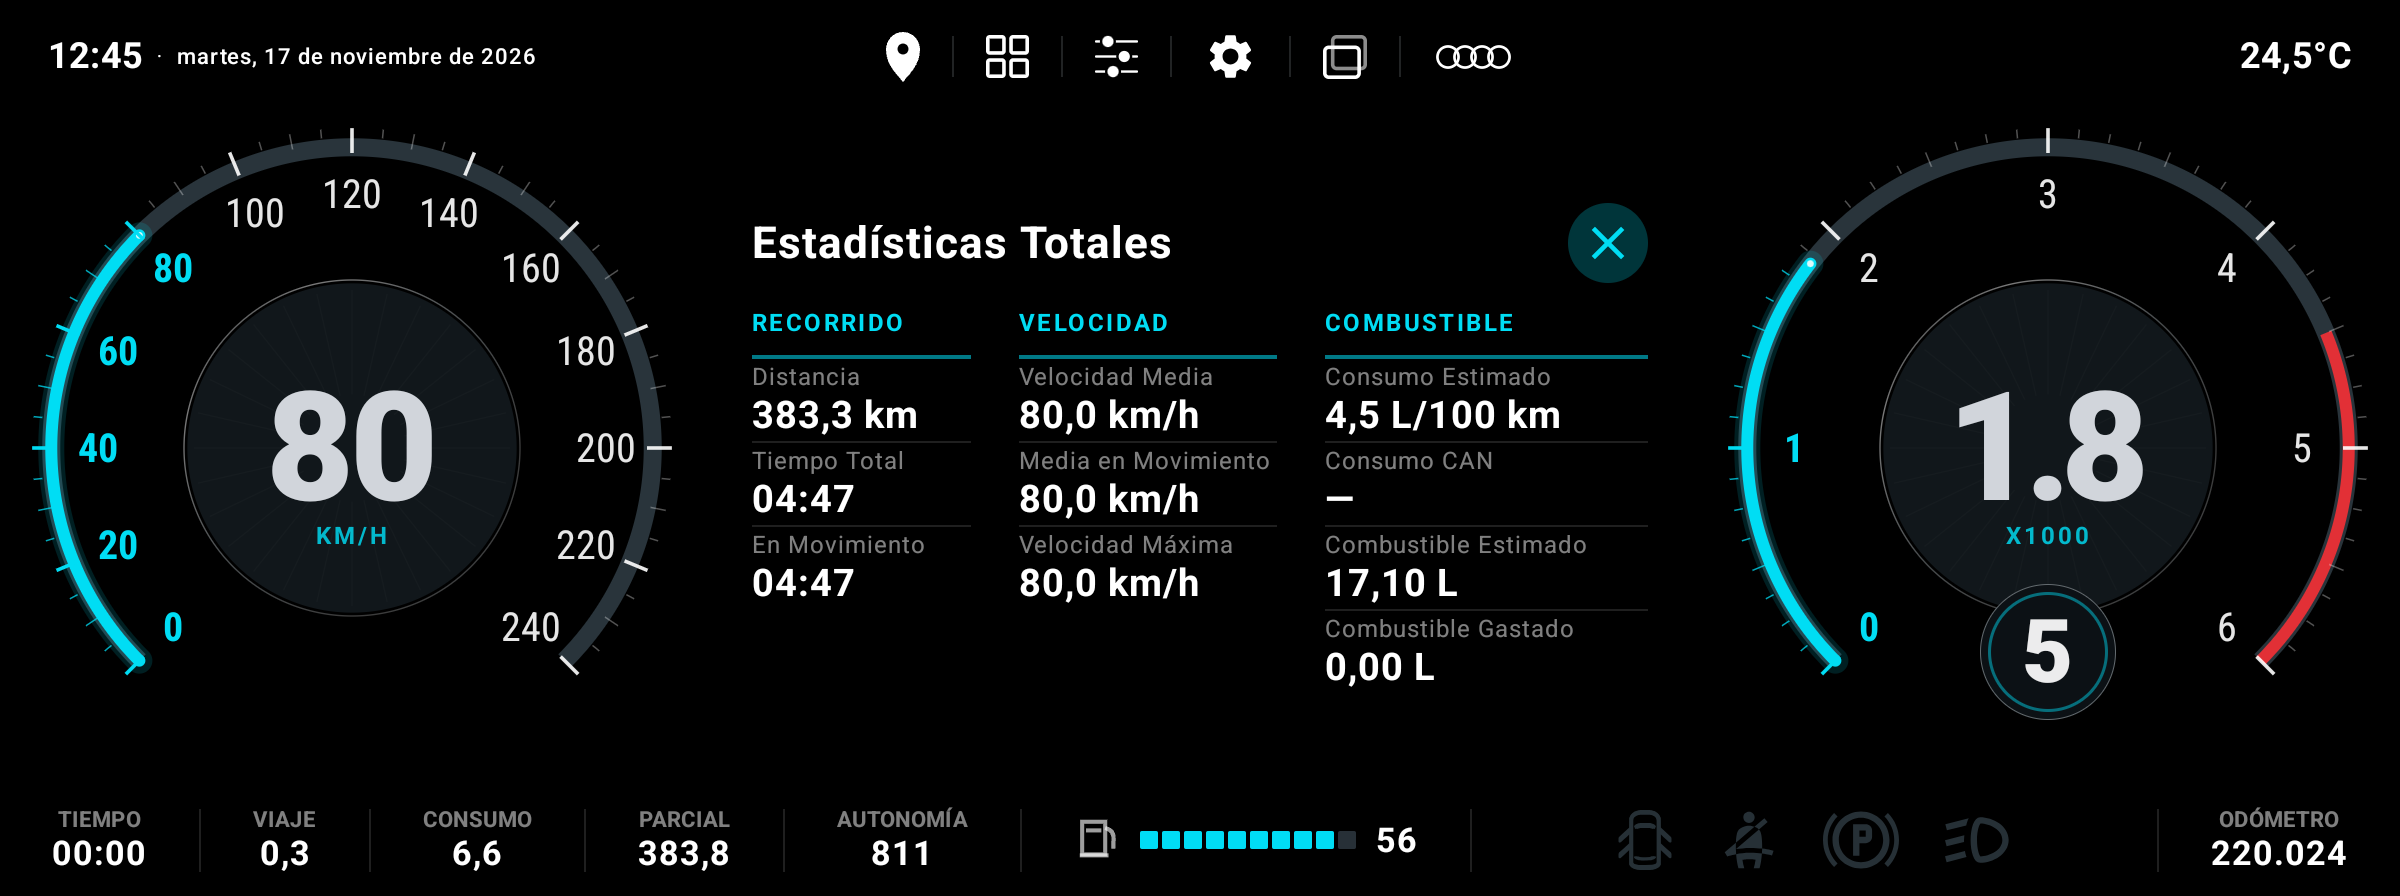 12:45 · martes, 17 de noviembre de 2026
24,5°C
0
20
40
60
80
100
120
140
160
180
200
220
240
80
KM/H
Estadísticas Totales
RECORRIDO
Distancia
383,3 km
Tiempo Total
04:47
En Movimiento
04:47
VELOCIDAD
Velocidad Media
80,0 km/h
Media en Movimiento
80,0 km/h
Velocidad Máxima
80,0 km/h
COMBUSTIBLE
Consumo Estimado
4,5 L/100 km
Consumo CAN
—
Combustible Estimado
17,10 L
Combustible Gastado
0,00 L
0
1
2
3
4
5
6
1.8
X1000
5
TIEMPO
00:00
VIAJE
0,3
CONSUMO
6,6
PARCIAL
383,8
AUTONOMÍA
811
56
P
ODÓMETRO
220.024